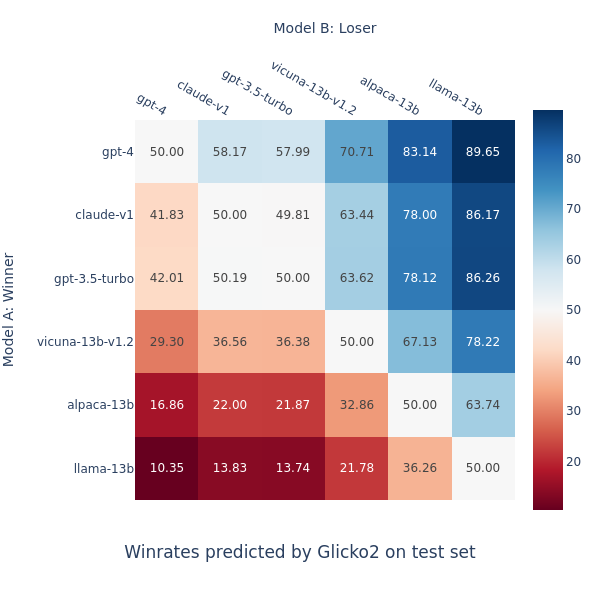 Model B: Loser
gpt-4 claude-v1 gpt-3.5-turbo vicuna-13b-v1.2 alpaca-13b llama-13b
gpt-4 50.00 58.17 57.99 70.71 83.14 89.65
claude-v1 41.83 50.00 49.81 63.44 78.00 86.17
gpt-3.5-turbo 42.01 50.19 50.00 63.62 78.12 86.26
vicuna-13b-v1.2 29.30 36.56 36.38 50.00 67.13 78.22
alpaca-13b 16.86 22.00 21.87 32.86 50.00 63.74
llama-13b 10.35 13.83 13.74 21.78 36.26 50.00
Model A: Winner
80
70
60
50
40
30
20
Winrates predicted by Glicko2 on test set